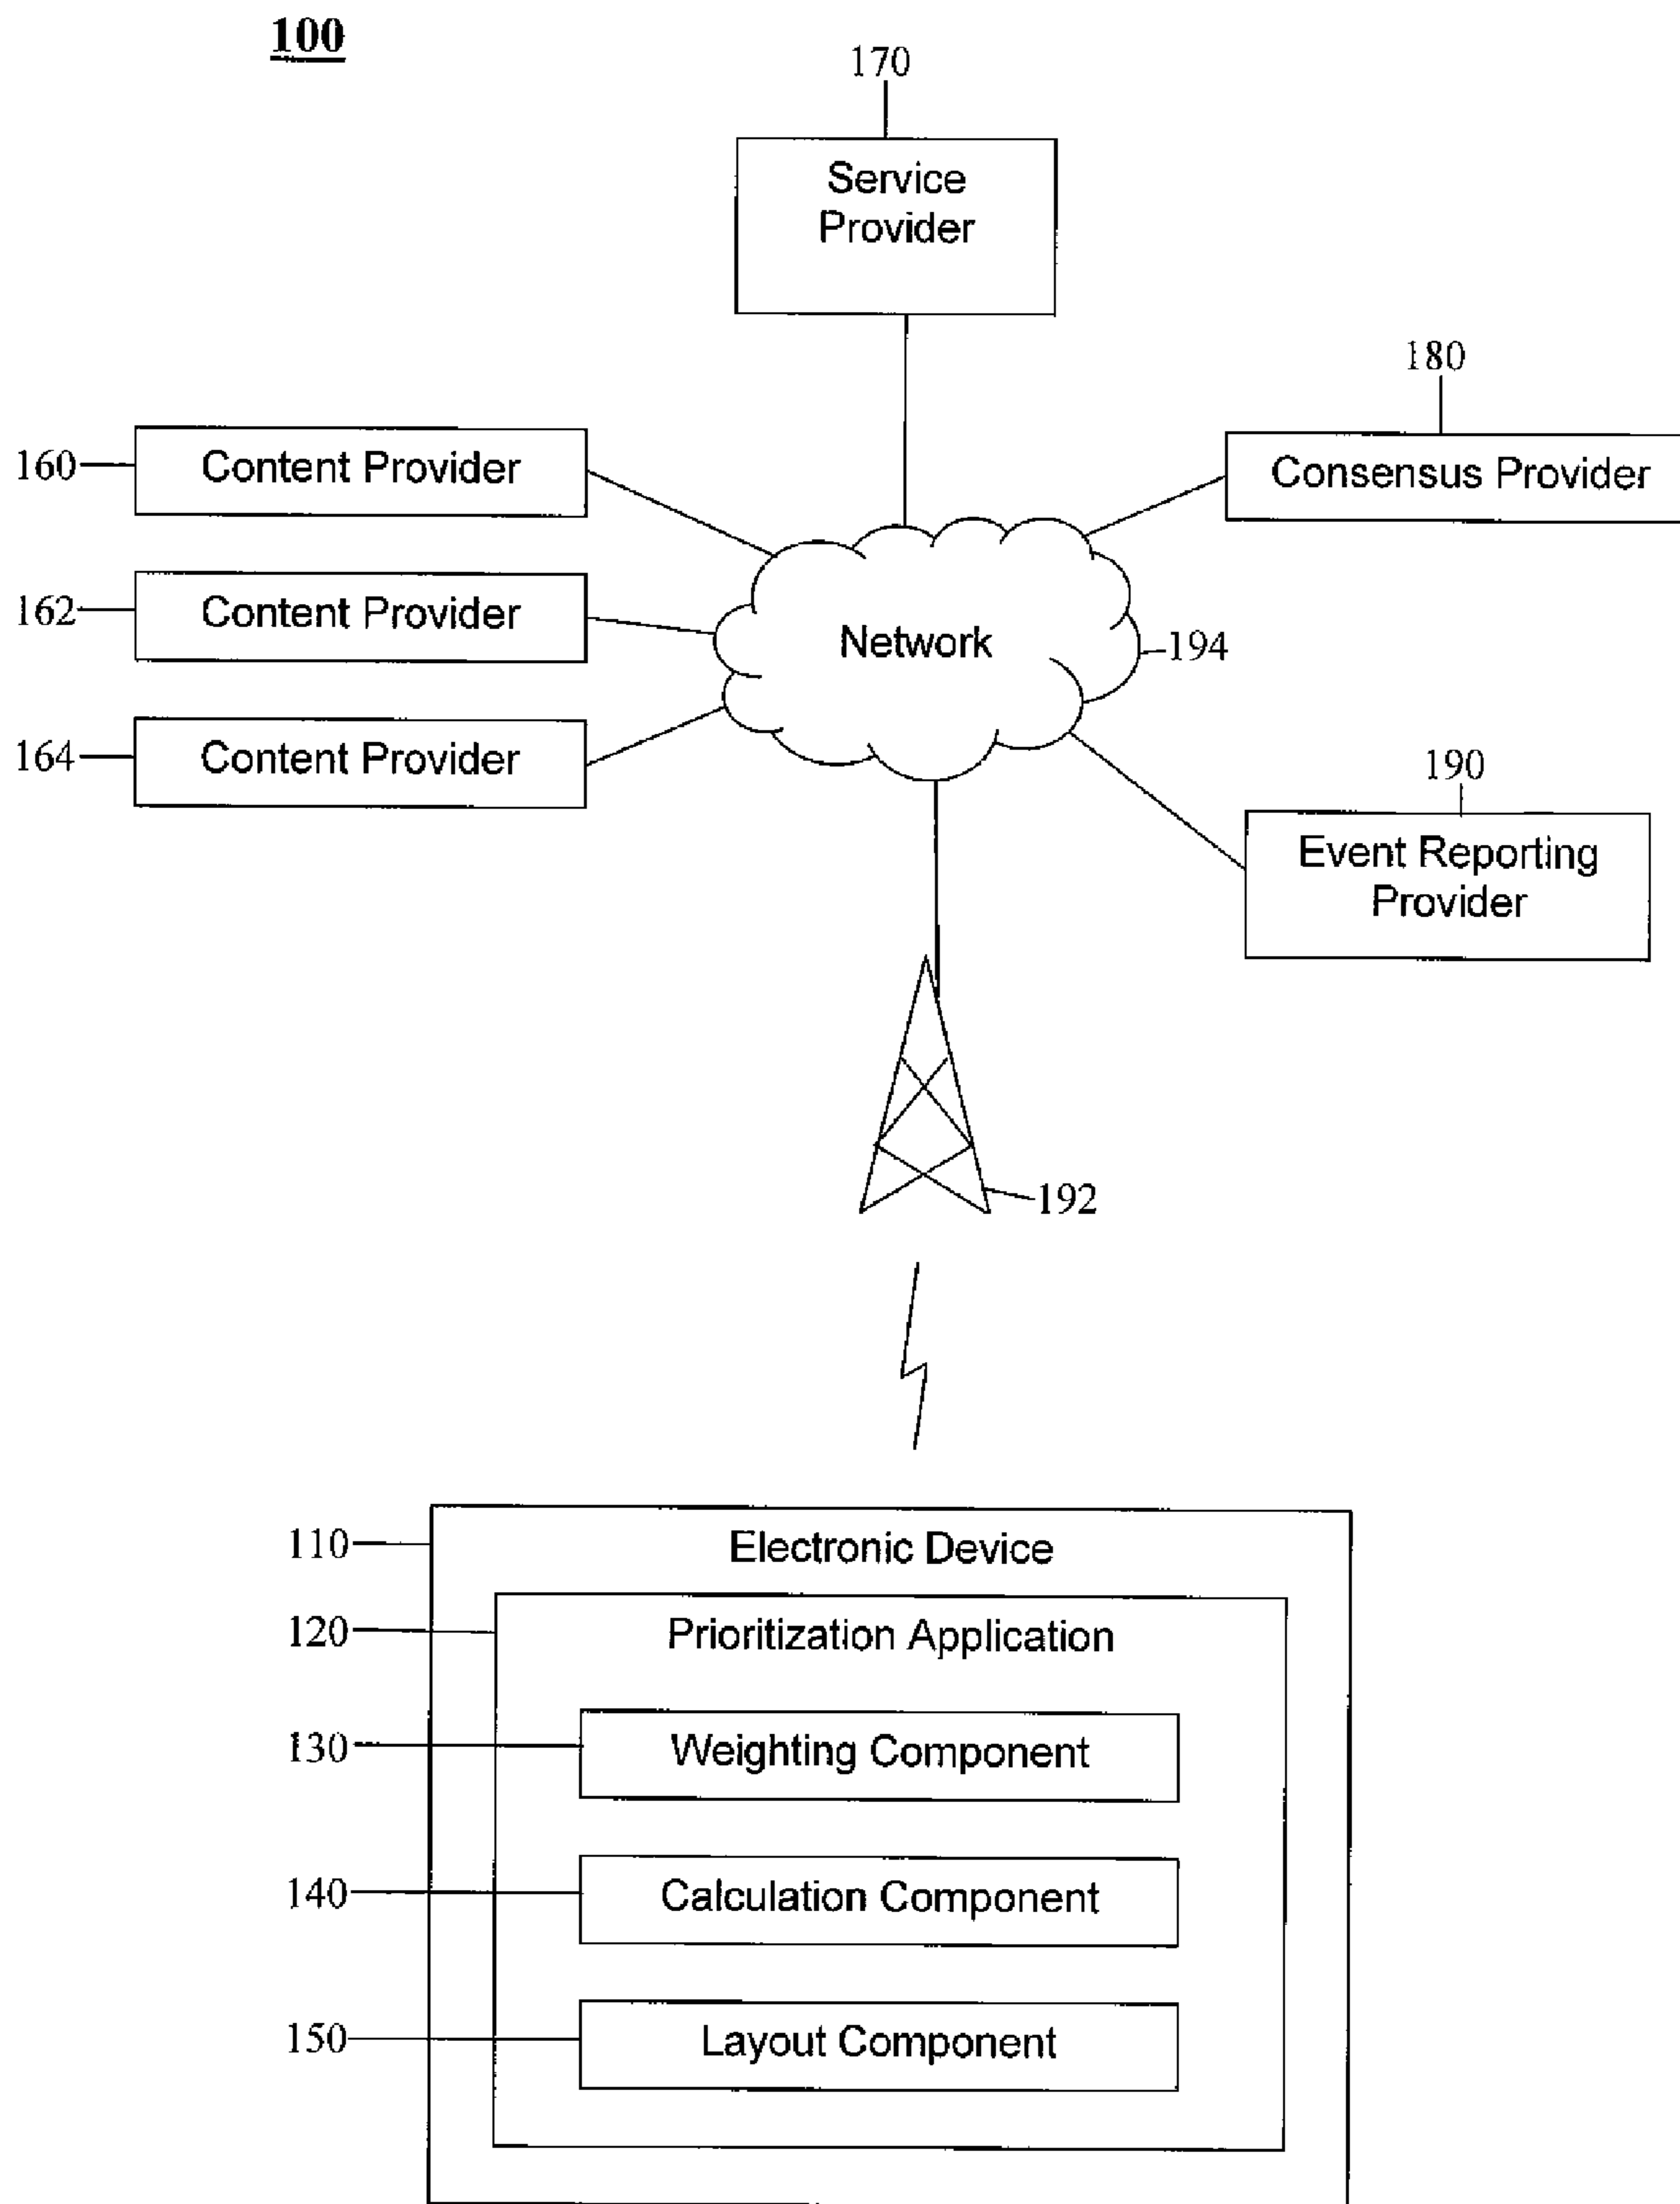 100
170
Service
Provider
180
160
Content Provider
Consensus Provider
162
Content Provider
Network
194
164
Content Provider
190
Event Reporting
Provider
192
110
Electronic Device
120
Prioritization Application
130
Weighting Component
140
Calculation Component
150
Layout Component